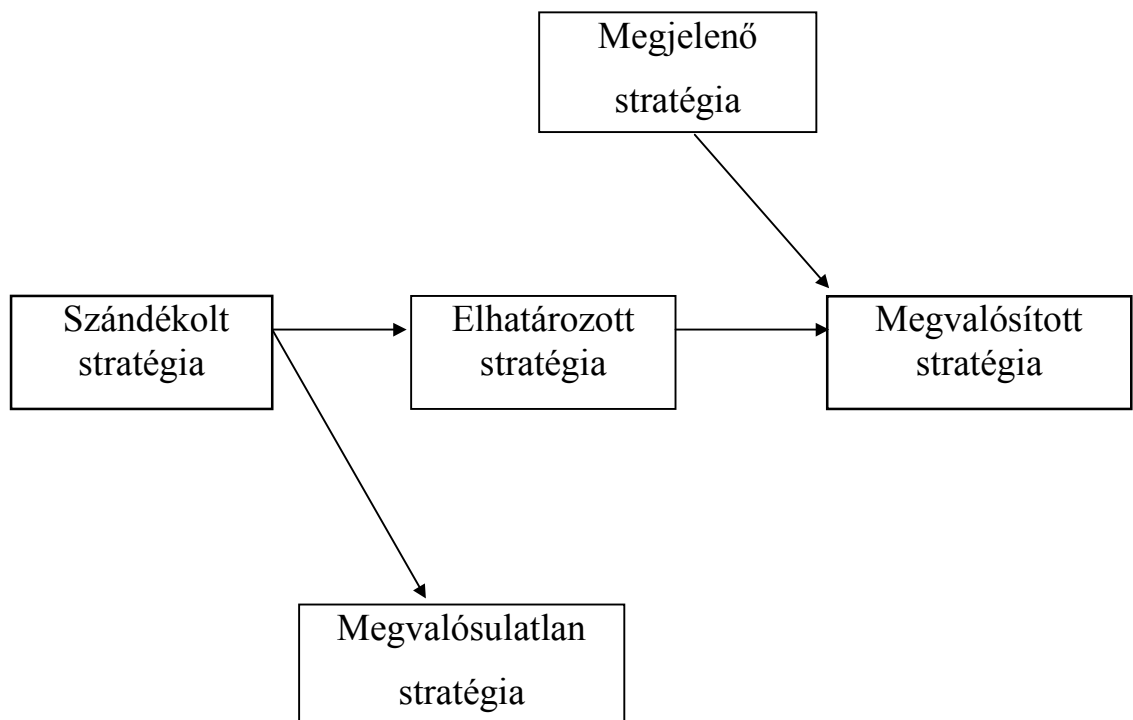 Megjelenő
stratégia
Szándékolt
stratégia
Elhatározott
stratégia
Megvalósított
stratégia
Megvalósulatlan
stratégia